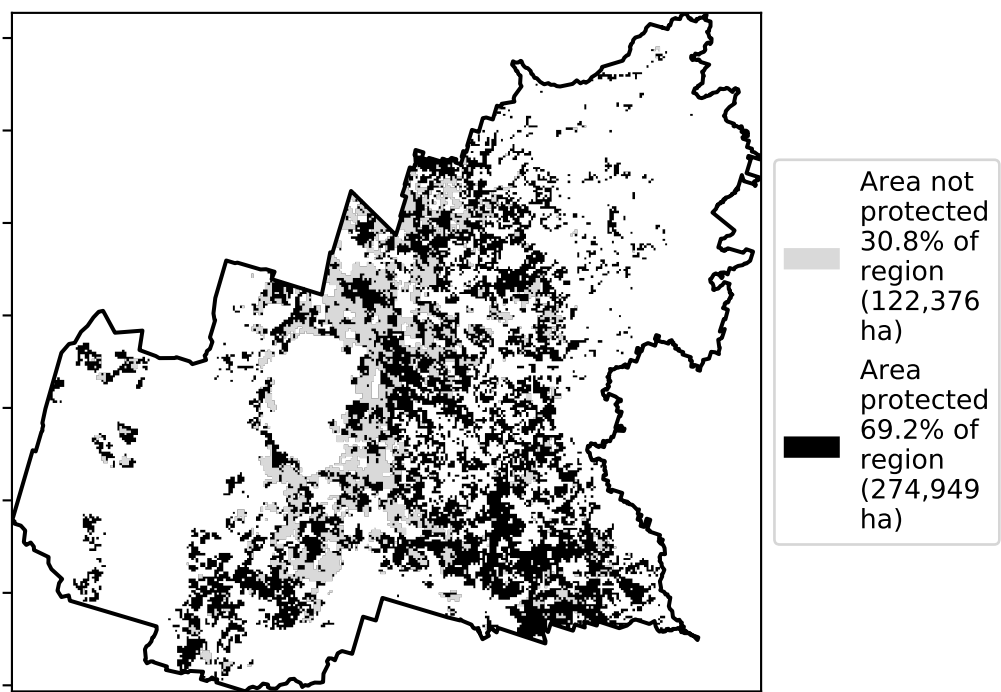 Area not
protected
30.8% of
region
(122,376
ha)
Area
protected
69.2% of
region
(274,949
ha)